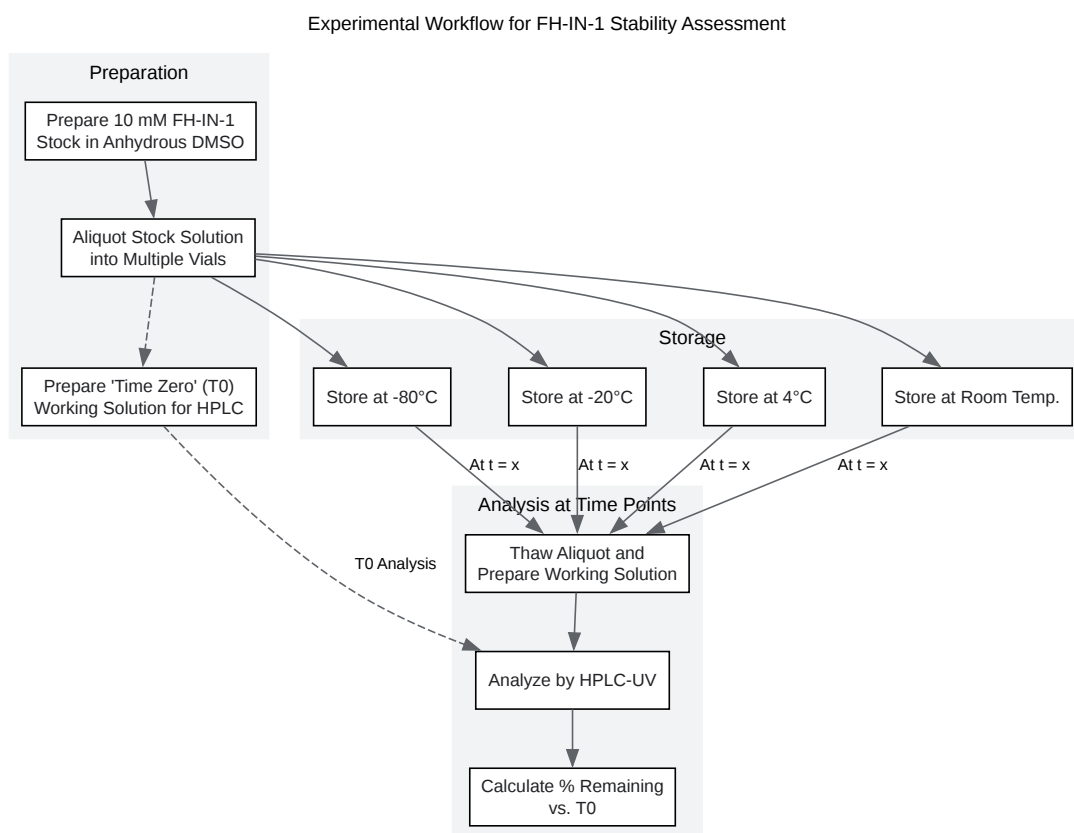 Experimental Workflow for FH-IN-1 Stability Assessment
Preparation
Prepare 10 mM FH-IN-1
Stock in Anhydrous DMSO
Aliquot Stock Solution
into Multiple Vials
Prepare 'Time Zero' (T0)
Working Solution for HPLC
Storage
Store at -80°C
Store at -20°C
Store at 4°C
Store at Room Temp.
At t = x
At t = x
At t = x
At t = x
Analysis at Time Points
Thaw Aliquot and
Prepare Working Solution
T0 Analysis
Analyze by HPLC-UV
Calculate % Remaining
vs. T0